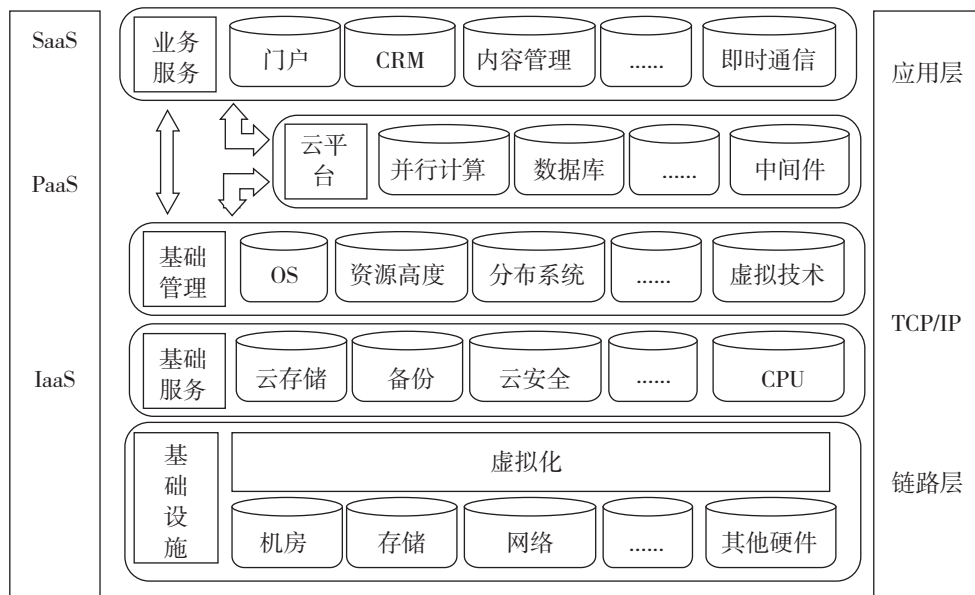 SaaS
业务
服务
门户
CRM
内容管理
......
即时通信
应用层
PaaS
云平
台
并行计算
数据库
......
中间件
基础
管理
OS
资源高度
分布系统
......
虚拟技术
TCP/IP
IaaS
基础
服务
云存储
备份
云安全
......
CPU
基
础
设
施
虚拟化
机房
存储
网络
......
其他硬件
链路层